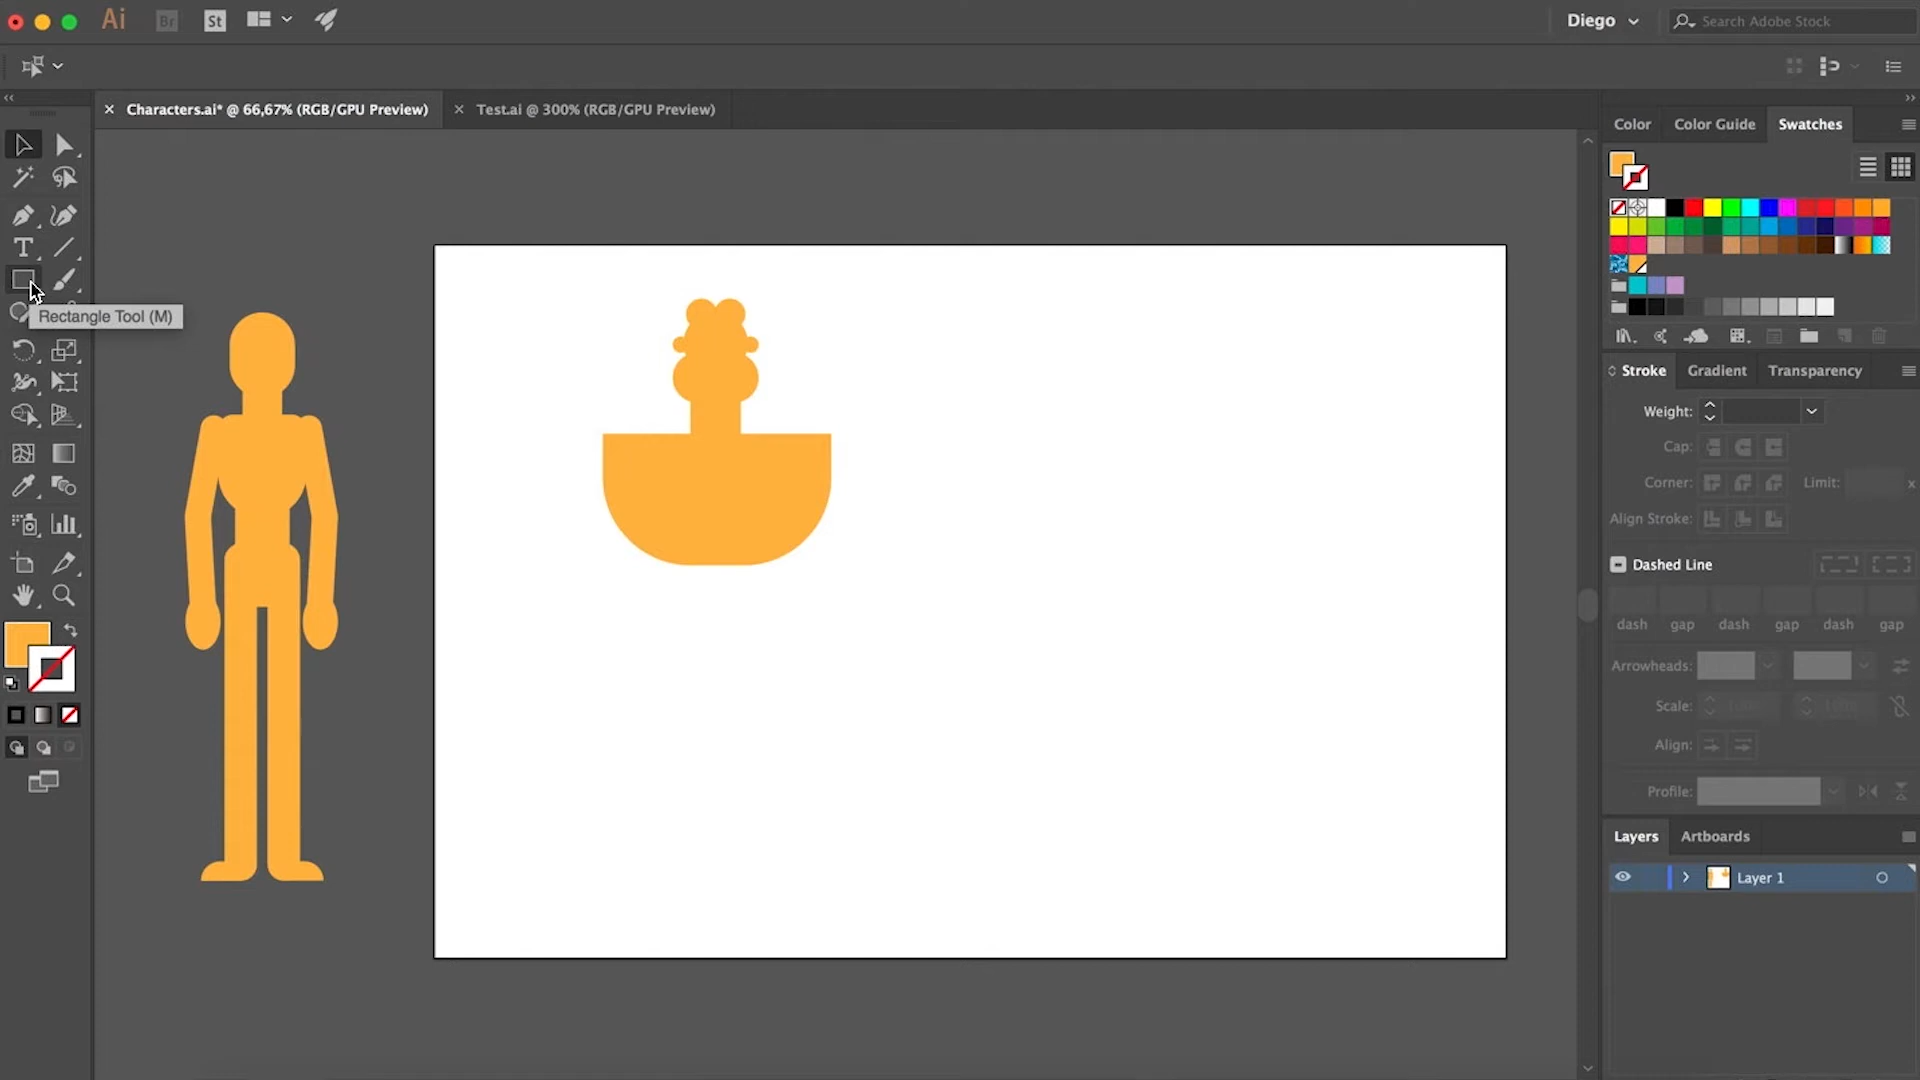 Ai
Br
St
Diego
Search Adobe Stock
Characters.ai* @ 66,67% (RGB/GPU Preview)
Test.ai @ 300% (RGB/GPU Preview)
Color
Color Guide
Swatches
T
Rectangle Tool (M)
Stroke
Gradient
Transparency
Weight:
Cap:
Corner:
Limit:
x
Align Stroke:
Dashed Line
dash
gap
dash
gap
dash
gap
Arrowheads:
Scale:
Align:
Profile:
Layers
Artboards
Layer 1